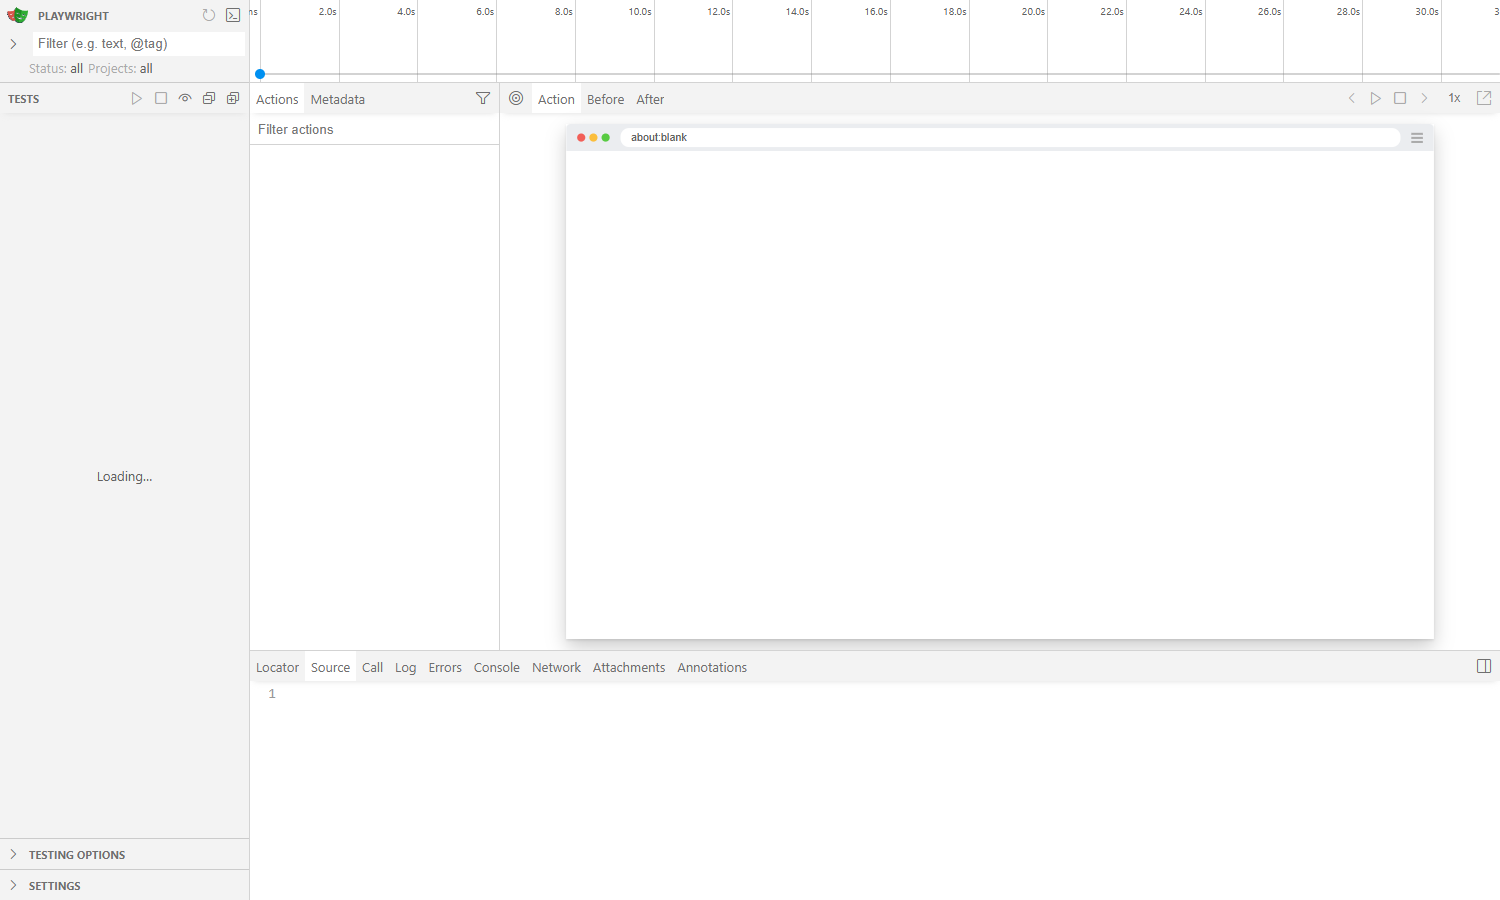 PLAYWRIGHT
Filter (e.g. text, @tag)
Status: all Projects: all
TESTS
Loading...
TESTING OPTIONS
SETTINGS
2.0s 4.0s 6.0s 8.0s 10.0s 12.0s 14.0s 16.0s 18.0s 20.0s 22.0s 24.0s 26.0s 28.0s 30.0s
Actions Metadata
Filter actions
Action Before After 1x
about:blank
Locator Source Call Log Errors Console Network Attachments Annotations
1